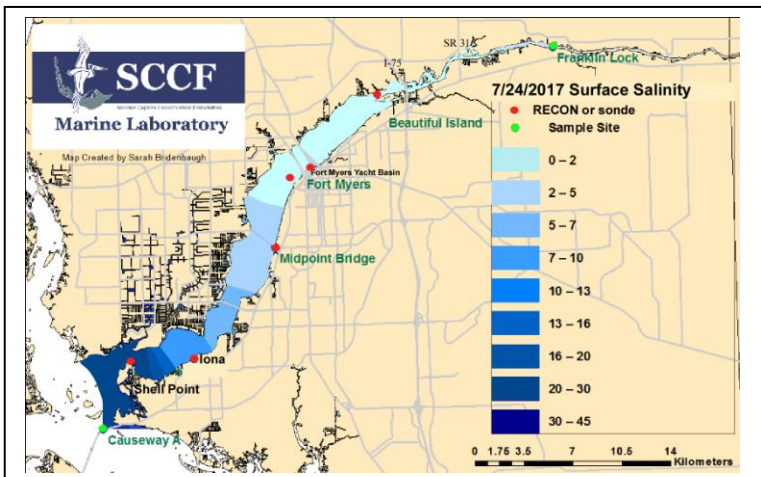 SR 31
Franklin Lock
I-75
SCCF
Marine Laboratory
Map Created by Sarah Bridenbaugh
7/24/2017 Surface Salinity
RECON or sonde
Sample Site
Beautiful Island
Fort Myers Yacht Basin
Fort Myers
Midpoint Bridge
Iona
Shell Point
Causeway A
0 – 2
2 – 5
5 – 7
7 – 10
10 – 13
13 – 16
16 – 20
20 – 30
30 – 45
0 1.75 3.5 7 10.5 14
Kilometers